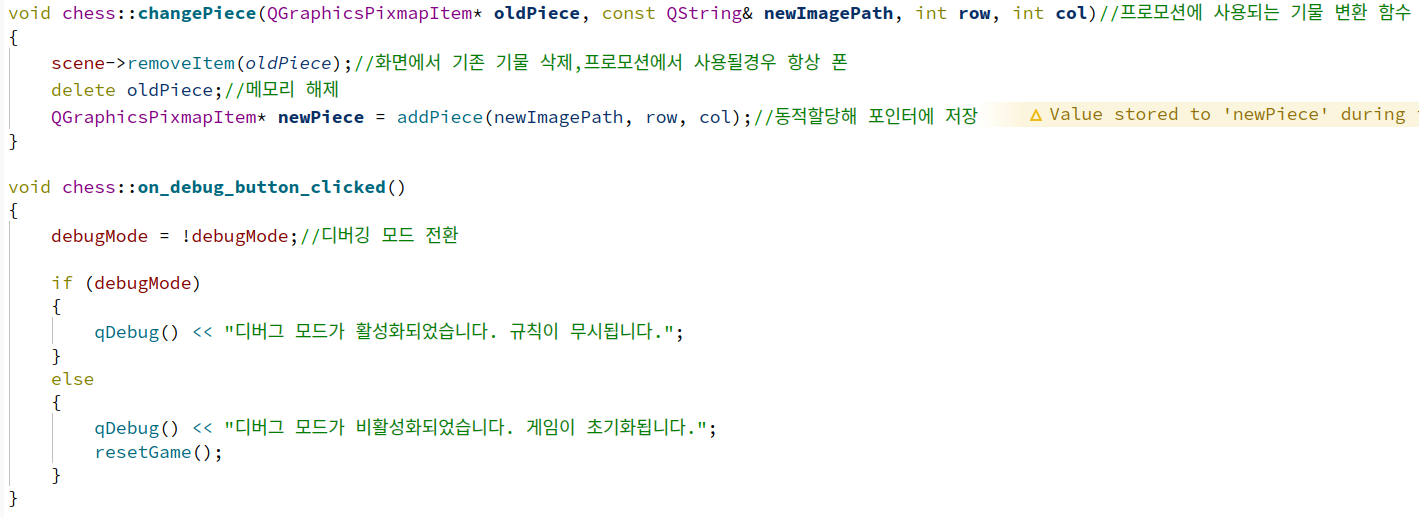 void chess::changePiece(QGraphicsPixmapItem* oldPiece, const QString& newImagePath, int row, int col)//프로모션에 사용되는 기물 변환 함수
{
    scene->removeItem(oldPiece);//화면에서 기존 기물 삭제,프로모션에서 사용될경우 항상 폰
    delete oldPiece;//메모리 해제
    QGraphicsPixmapItem* newPiece = addPiece(newImagePath, row, col);//동적할당해 포인터에 저장 Value stored to 'newPiece' during
}
void chess::on_debug_button_clicked()
{
    debugMode = !debugMode;//디버깅 모드 전환
    if (debugMode)
    {
        qDebug() << "디버그 모드가 활성화되었습니다. 규칙이 무시됩니다.";
    }
    else
    {
        qDebug() << "디버그 모드가 비활성화되었습니다. 게임이 초기화됩니다.";
        resetGame();
    }
}